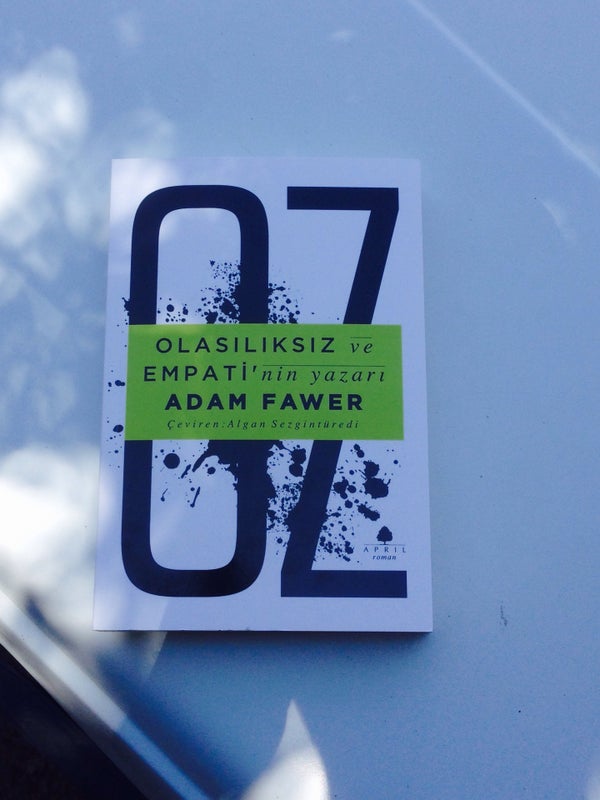 OZ
OLASILIKSIZ ve
EMPATİ'nin yazarı
ADAM FAWER
Çeviren: Algan Sezgintüredi
APRIL
roman